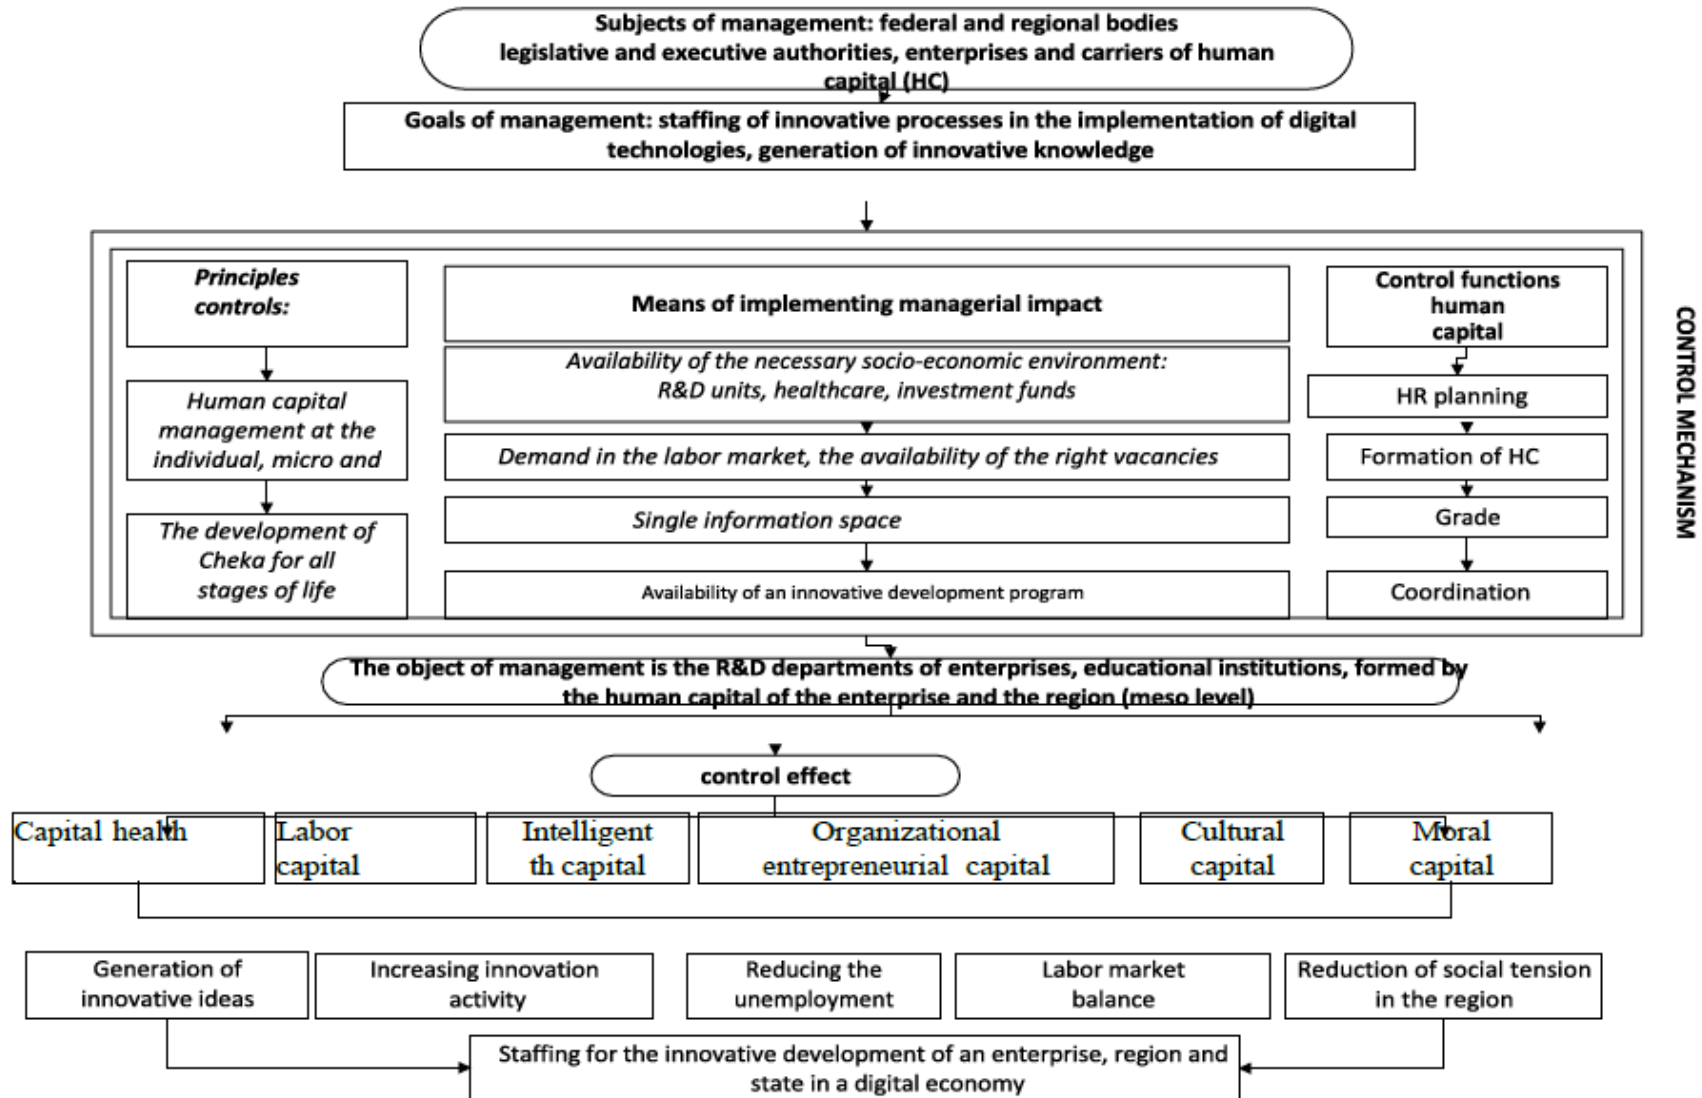 Subjects of management: federal and regional bodies
legislative and executive authorities, enterprises and carriers of human
capital (HC)
Goals of management: staffing of innovative processes in the implementation of digital
technologies, generation of innovative knowledge
Principles
controls:
Human capital
management at the
individual, micro and
The development of
Cheka for all
stages of life
Means of implementing managerial impact
Availability of the necessary socio-economic environment:
R&D units, healthcare, investment funds
Demand in the labor market, the availability of the right vacancies
Single information space
Availability of an innovative development program
Control functions
human
capital
HR planning
Formation of HC
Grade
Coordination
CONTROL MECHANISM
The object of management is the R&D departments of enterprises, educational institutions, formed by
the human capital of the enterprise and the region (meso level)
control effect
Capital health
Labor
capital
Intelligent
th capital
Organizational
entrepreneurial capital
Cultural
capital
Moral
capital
Generation of
innovative ideas
Increasing innovation
activity
Reducing the
unemployment
Labor market
balance
Reduction of social tension
in the region
Staffing for the innovative development of an enterprise, region and
state in a digital economy